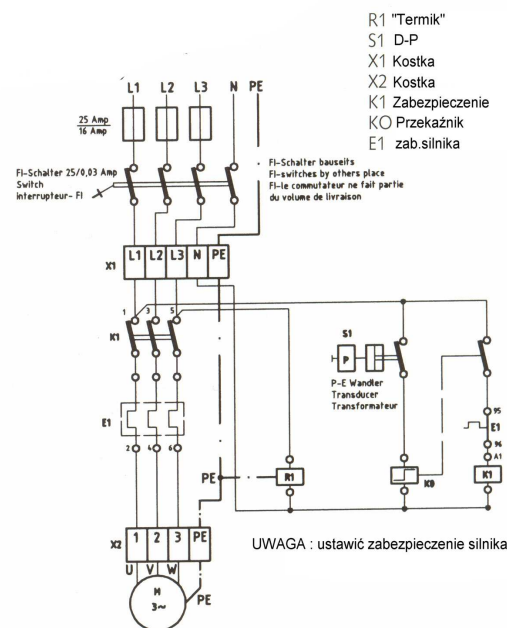 R1 "Termik"
S1 D-P
X1 Kostka
X2 Kostka
K1 Zabezpieczenie
KO Przekaźnik
E1 zab.silnika
L1 L2 L3 N PE
25 Amp
16 Amp
FI-Schalter 25/0,03 Amp
Switch
interrupteur- FI
FI-Schalter bauseits
FI-switches by others place
FI-le commutateur ne fait partie
du volume de livraison
X1 L1 L2 L3 N PE
1 3 5
K1
S1
P
P-E Wandler
Transducer
Transformateur
95
E1
96
A1
E1
2 4 6
PE
R1
K0
K1
X2 1 2 3 PE
U V W
M
3~
PE
UWAGA : ustawić zabezpieczenie silnika